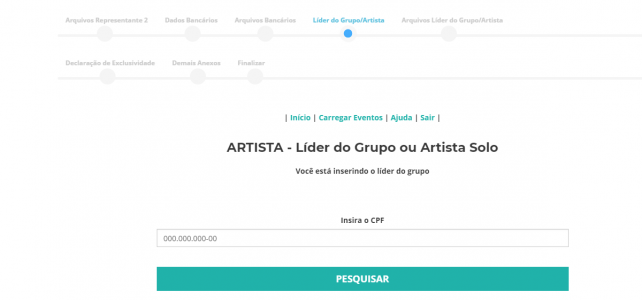 Arquivos Representante 2 Dados Bancários Arquivos Bancários Líder do Grupo/Artista Arquivos Líder do Grupo/Artista
Declaração de Exclusividade Demais Anexos Finalizar
| Início | Carregar Eventos | Ajuda | Sair |
ARTISTA - Líder do Grupo ou Artista Solo
Você está inserindo o líder do grupo
Insira o CPF
000.000.000-00
PESQUISAR